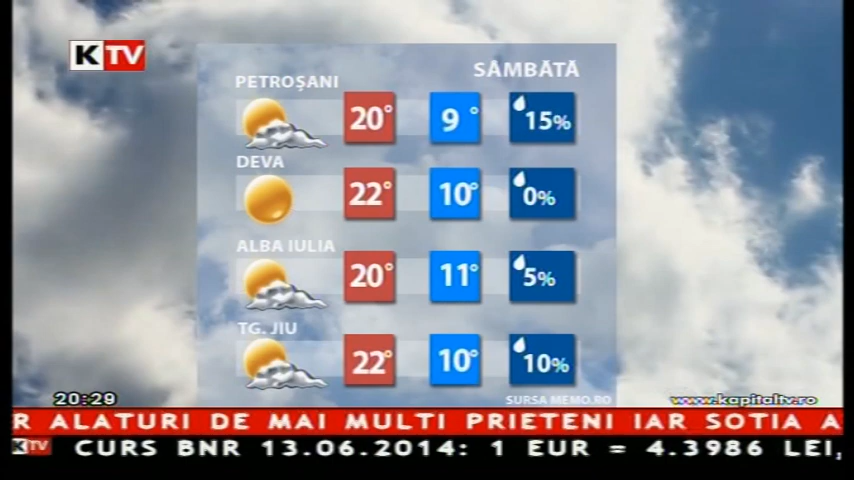 KTV
SÂMBĂTĂ
PETROȘANI
20° 9° 15%
DEVA
22° 10° 0%
ALBA IULIA
20° 11° 5%
TG. JIU
22° 10° 10%
SURSA MEMO.RO
20:29
www.kapitaltv.ro
R ALATURI DE MAI MULTI PRIETENI IAR SOTIA A
KTV CURS BNR 13.06.2014: 1 EUR = 4.3986 LEI,